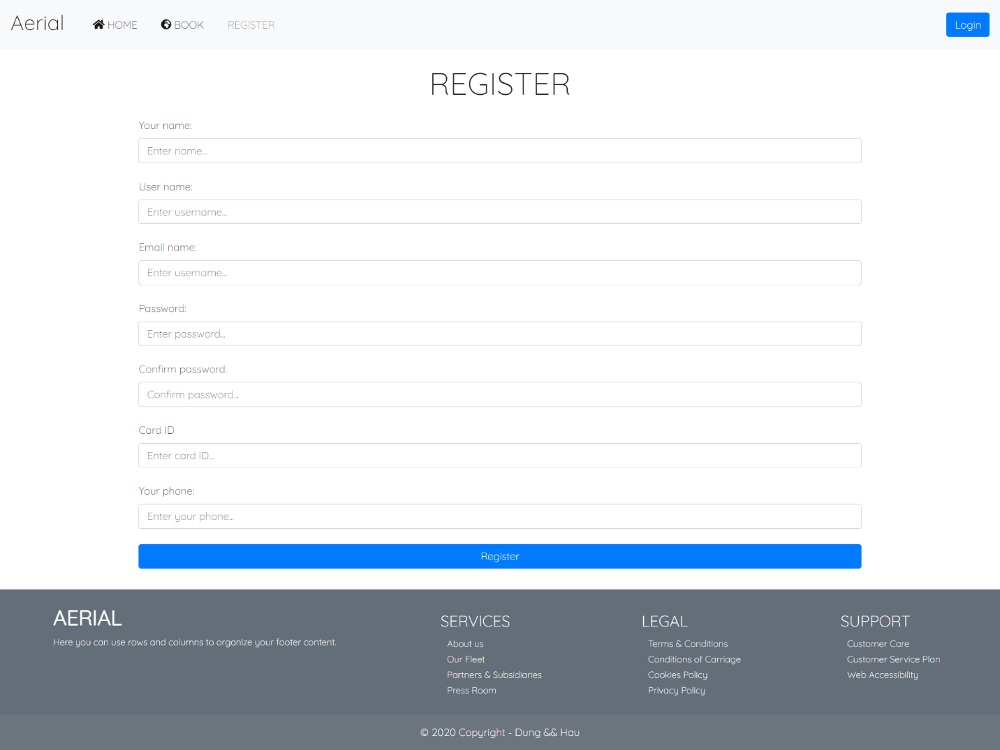 Aerial HOME BOOK REGISTER Login
REGISTER
Your name:
Enter name...
User name:
Enter username...
Email name:
Enter username...
Password:
Enter password...
Confirm password:
Confirm password...
Card ID
Enter card ID...
Your phone:
Enter your phone...
Register
AERIAL
Here you can use rows and columns to organize your footer content.
SERVICES
About us
Our Fleet
Partners & Subsidiaries
Press Room
LEGAL
Terms & Conditions
Conditions of Carriage
Cookies Policy
Privacy Policy
SUPPORT
Customer Care
Customer Service Plan
Web Accessibility
© 2020 Copyright - Dung && Hau